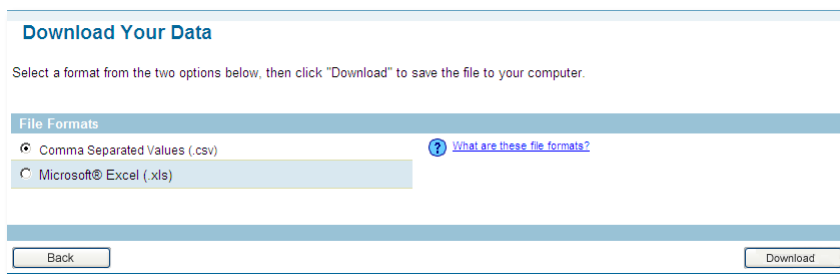 Download Your Data
Select a format from the two options below, then click "Download" to save the file to your computer.
File Formats
Comma Separated Values (.csv)
? What are these file formats?
Microsoft® Excel (.xls)
Back
Download